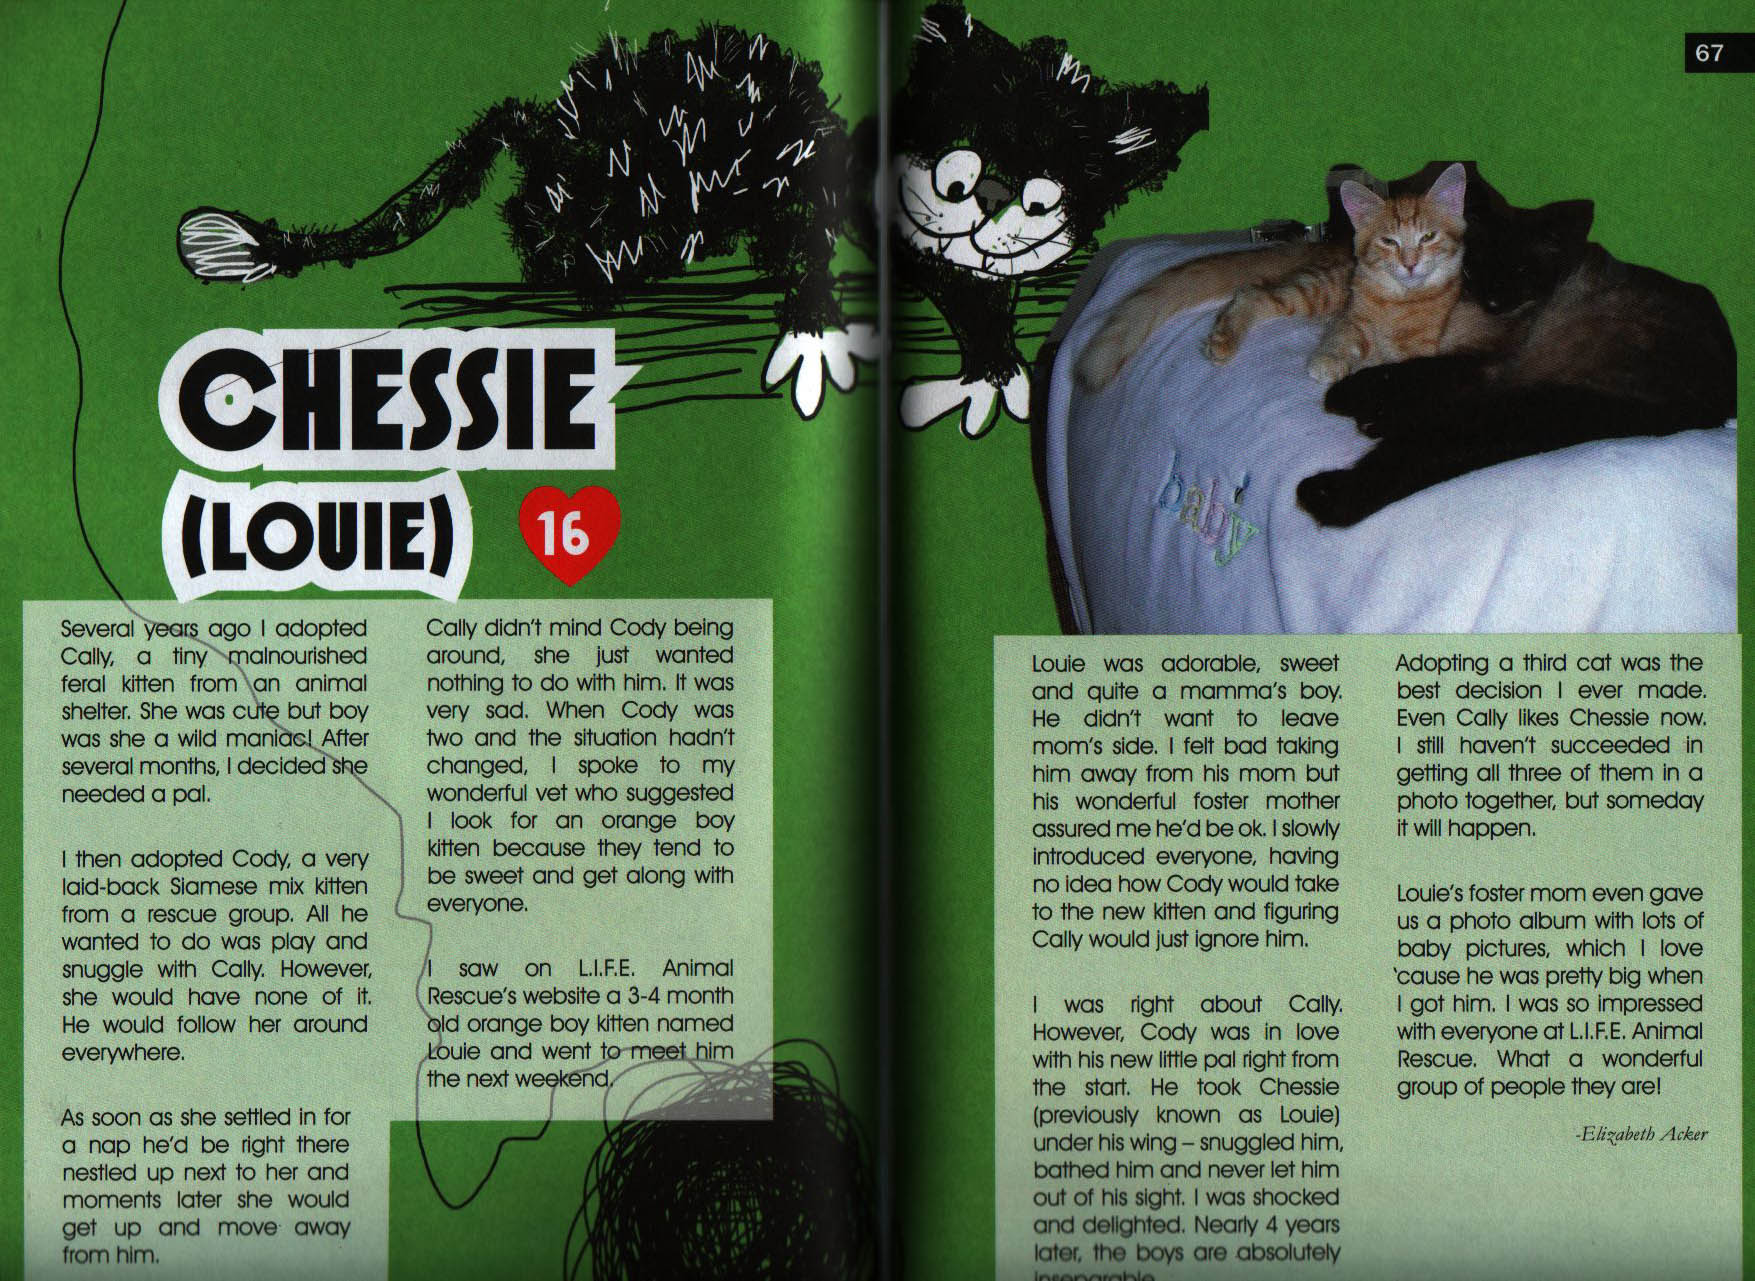 67
CHESSIE
(LOUIE)
16
Several years ago I adopted
Cally, a tiny malnourished
feral kitten from an animal
shelter. She was cute but boy
was she a wild maniac! After
several months, I decided she
needed a pal.
I then adopted Cody, a very
laid-back Siamese mix kitten
from a rescue group. All he
wanted to do was play and
snuggle with Cally. However,
she would have none of it.
He would follow her around
everywhere.
As soon as she settled in for
a nap he'd be right there
nestled up next to her and
moments later she would
get up and move away
from him.
Cally didn't mind Cody being
around, she just wanted
nothing to do with him. It was
very sad. When Cody was
two and the situation hadn't
changed, I spoke to my
wonderful vet who suggested
I look for an orange boy
kitten because they tend to
be sweet and get along with
everyone.
I saw on L.I.F.E. Animal
Rescue's website a 3-4 month
old orange boy kitten named
Louie and went to meet him
the next weekend.
baby
Louie was adorable, sweet
and quite a mamma's boy.
He didn't want to leave
mom's side. I felt bad taking
him away from his mom but
his wonderful foster mother
assured me he'd be ok. I slowly
introduced everyone, having
no idea how Cody would take
to the new kitten and figuring
Cally would just ignore him.
I was right about Cally.
However, Cody was in love
with his new little pal right from
the start. He took Chessie
(previously known as Louie)
under his wing – snuggled him,
bathed him and never let him
out of his sight. I was shocked
and delighted. Nearly 4 years
later, the boys are absolutely
inseparable.
Adopting a third cat was the
best decision I ever made.
Even Cally likes Chessie now.
I still haven't succeeded in
getting all three of them in a
photo together, but someday
it will happen.
Louie's foster mom even gave
us a photo album with lots of
baby pictures, which I love
‘cause he was pretty big when
I got him. I was so impressed
with everyone at L.I.F.E. Animal
Rescue. What a wonderful
group of people they are!
-Elizabeth Acker